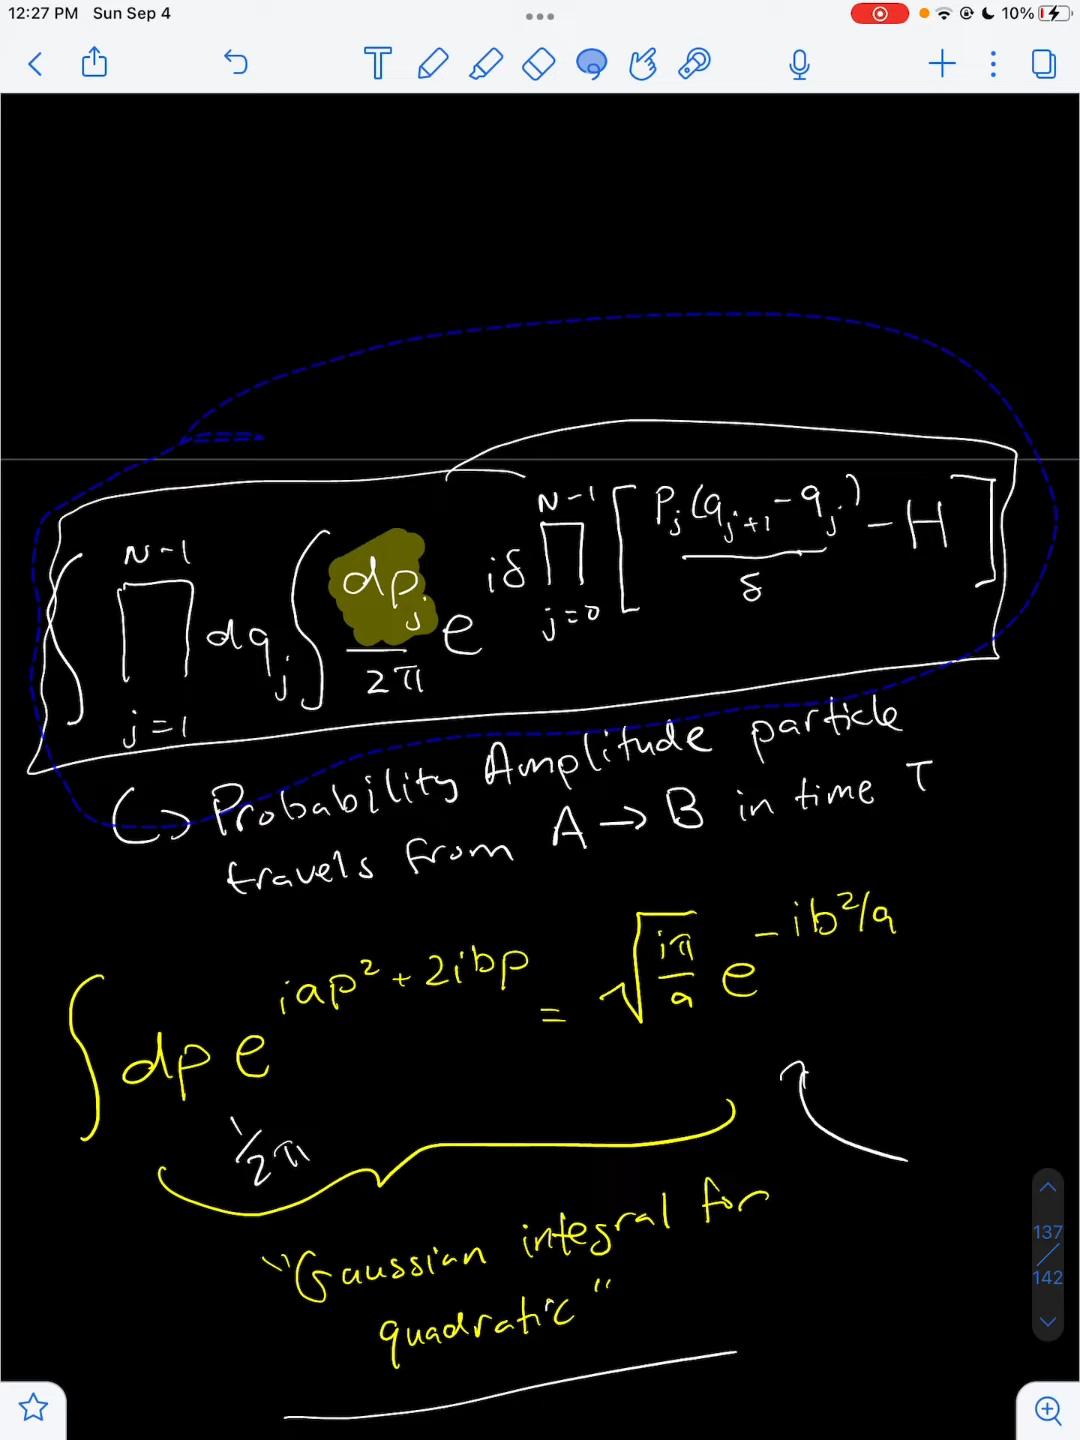 12:27 PM Sun Sep 4 10%
∫ ∏_{j=1}^{N-1} dq_j ∫ dp_j/2π e^{iδ ∏_{j=0}^{N-1} [P_j(q_{j+1} - q_j)/δ - H]}
↪ Probability Amplitude particle
travels from A → B in time T
∫ dp e^{iap² + 2ibp} = √(iπ/a) e^{-ib²/a}
1/2π
"Gaussian integral for
quadratic"
137
/
142